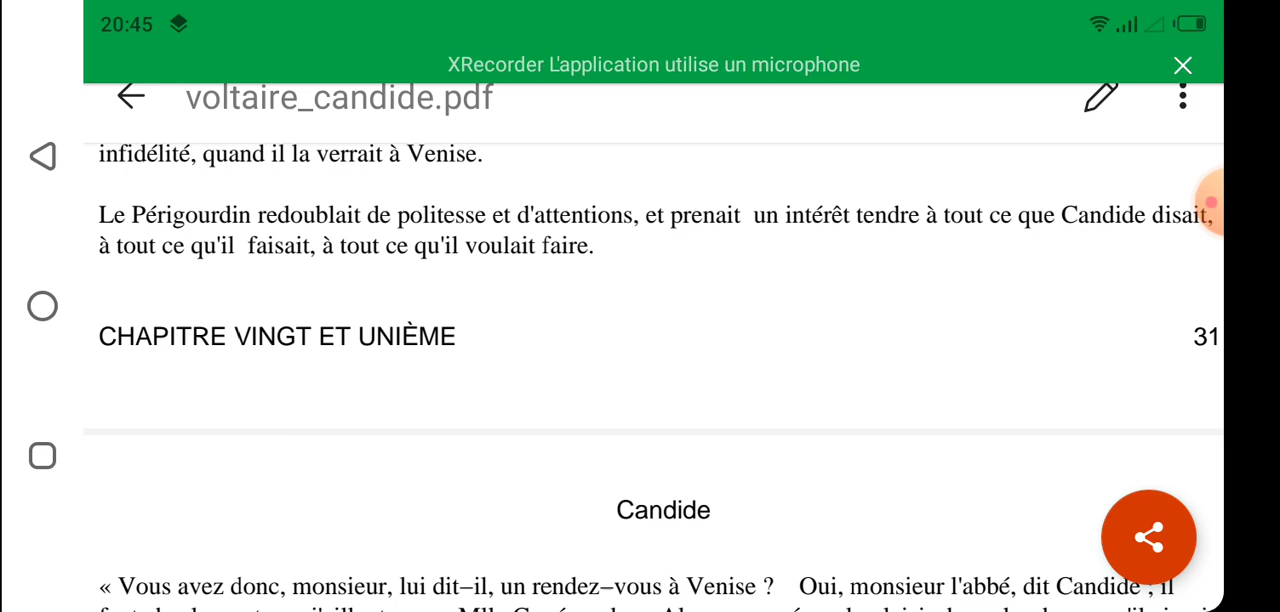 20:45
XRecorder L'application utilise un microphone
voltaire_candide.pdf
infidélité, quand il la verrait à Venise.
Le Périgourdin redoublait de politesse et d'attentions, et prenait un intérêt tendre à tout ce que Candide disait,
à tout ce qu'il faisait, à tout ce qu'il voulait faire.
CHAPITRE VINGT ET UNIÈME 31
Candide
« Vous avez donc, monsieur, lui dit–il, un rendez–vous à Venise ? Oui, monsieur l'abbé, dit Candide ; il